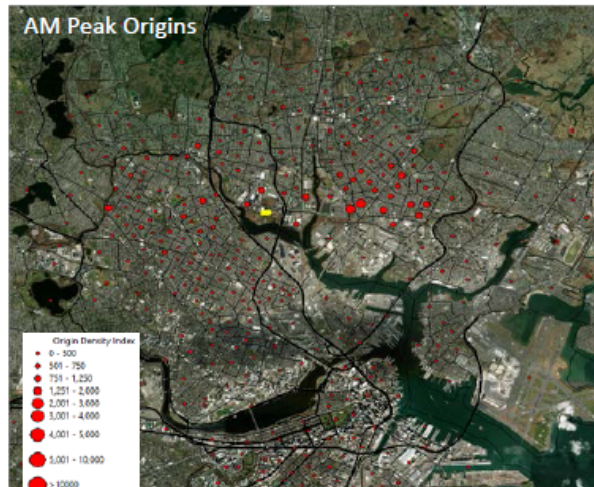 AM Peak Origins
Origin Density Index
0 - 500
501 - 750
751 - 1,250
1,251 - 2,000
2,001 - 3,000
3,001 - 4,000
4,001 - 5,000
5,001 - 10,000
>10000